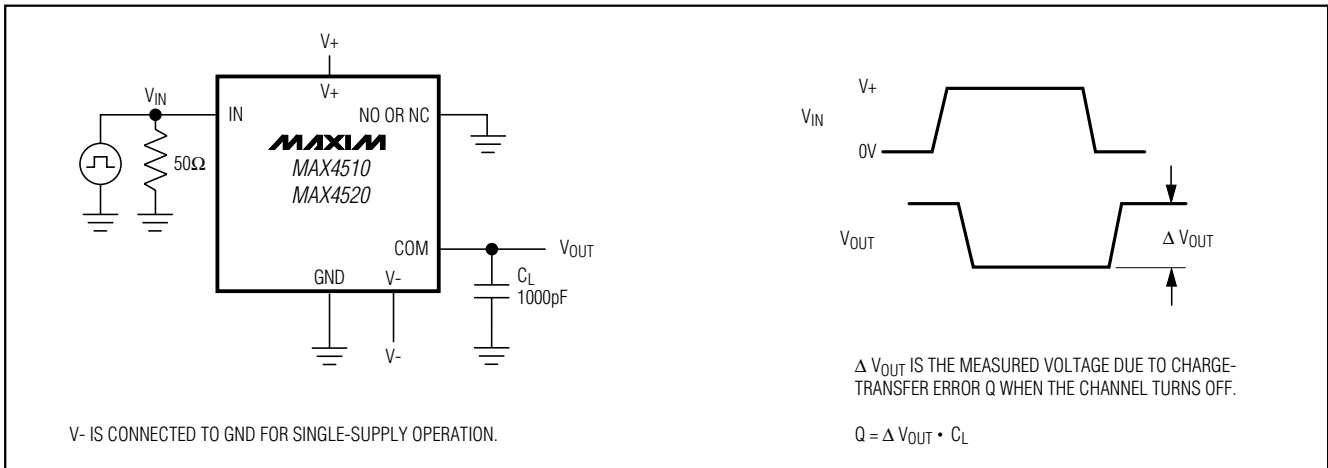 V+
V+
V_IN
IN
NO OR NC
MAXIM
50Ω
MAX4510
MAX4520
COM
V_OUT
GND
V-
C_L
1000pF
V-
V- IS CONNECTED TO GND FOR SINGLE-SUPPLY OPERATION.
V+
V_IN
0V
V_OUT
Δ V_OUT
Δ V_OUT IS THE MEASURED VOLTAGE DUE TO CHARGE-
TRANSFER ERROR Q WHEN THE CHANNEL TURNS OFF.
Q = Δ V_OUT • C_L